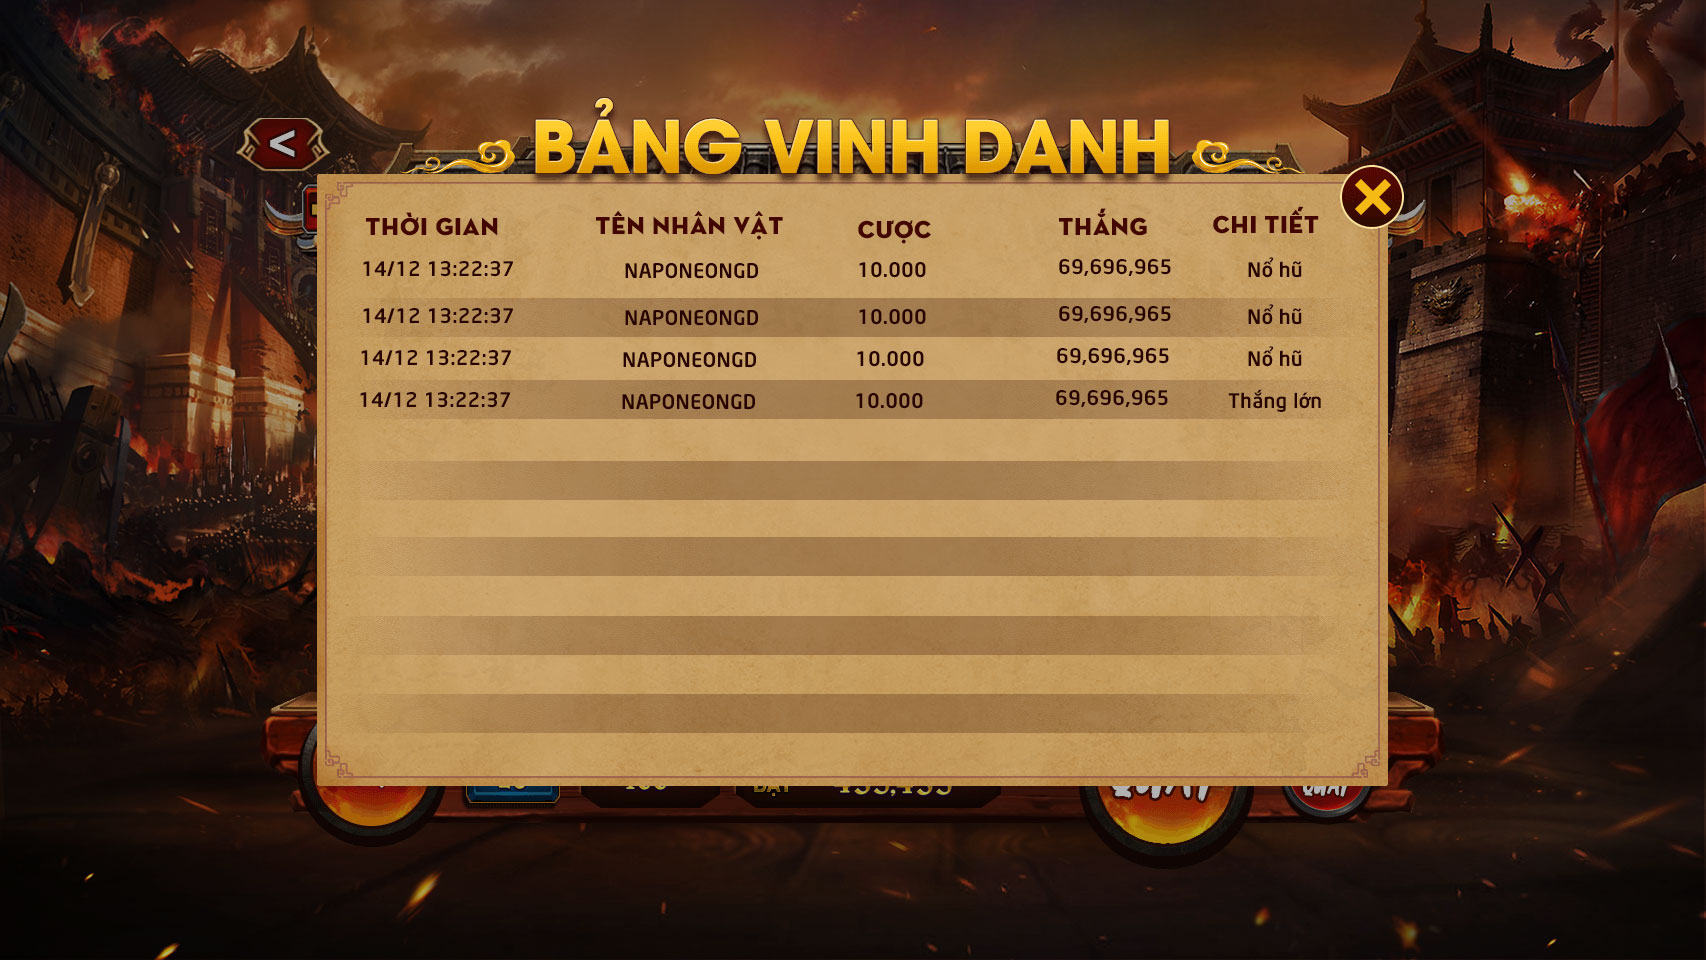 <
BẢNG VINH DANH
THỜI GIAN TÊN NHÂN VẬT CƯỢC THẮNG CHI TIẾT
14/12 13:22:37 NAPONEONGD 10.000 69,696,965 Nổ hũ
14/12 13:22:37 NAPONEONGD 10.000 69,696,965 Nổ hũ
14/12 13:22:37 NAPONEONGD 10.000 69,696,965 Nổ hũ
14/12 13:22:37 NAPONEONGD 10.000 69,696,965 Thắng lớn
QUAY